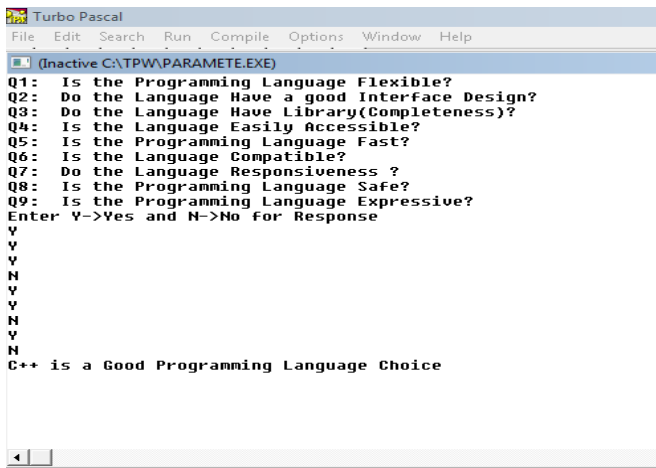 Turbo Pascal
File Edit Search Run Compile Options Window Help
(Inactive C:\TPW\PARAMETE.EXE)
Q1: Is the Programming Language Flexible?
Q2: Do the Language Have a good Interface Design?
Q3: Do the Language Have Library(Completeness)?
Q4: Is the Language Easily Accessible?
Q5: Is the Programming Language Fast?
Q6: Is the Language Compatible?
Q7: Do the Language Responsiveness ?
Q8: Is the Programming Language Safe?
Q9: Is the Programming Language Expressive?
Enter Y->Yes and N->No for Response
Y
Y
Y
N
Y
Y
N
Y
N
C++ is a Good Programming Language Choice